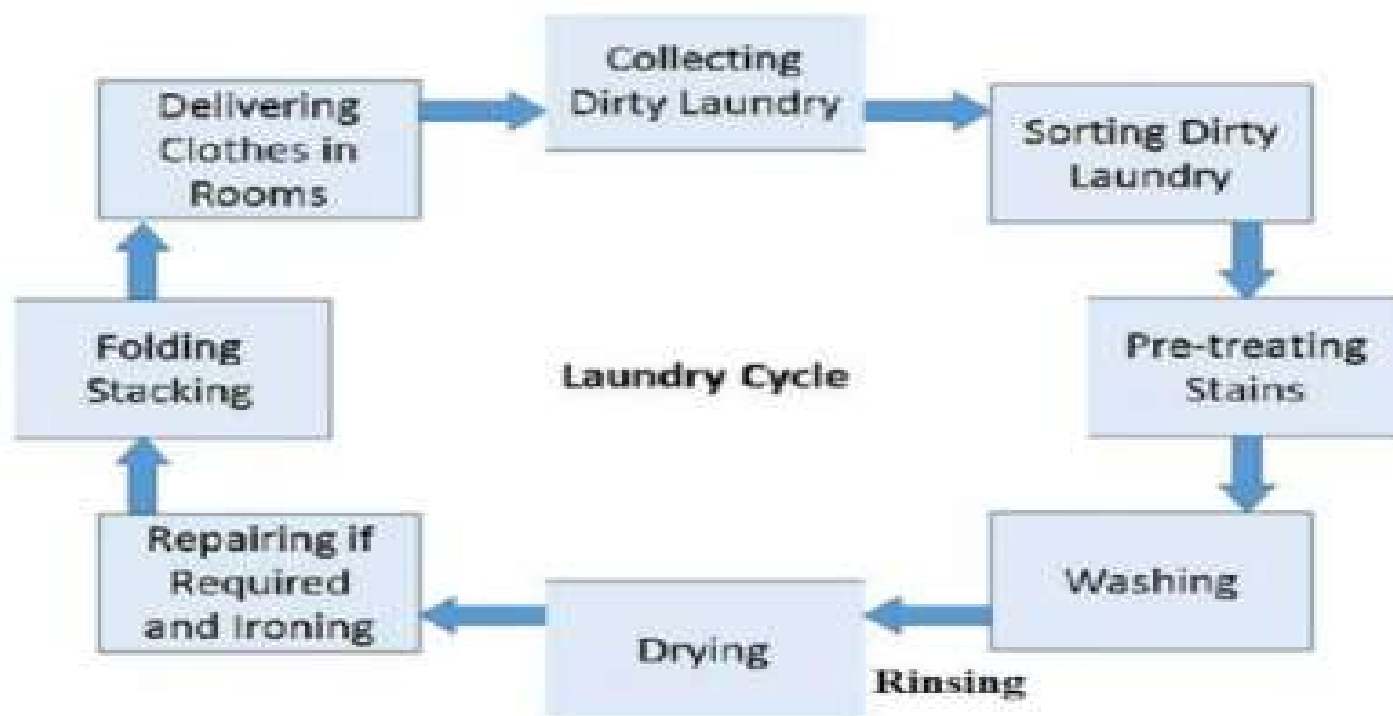 Collecting
Dirty Laundry
Sorting Dirty
Laundry
Pre-treating
Stains
Washing
Rinsing
Drying
Repairing if
Required
and Ironing
Folding
Stacking
Delivering
Clothes in
Rooms
Laundry Cycle